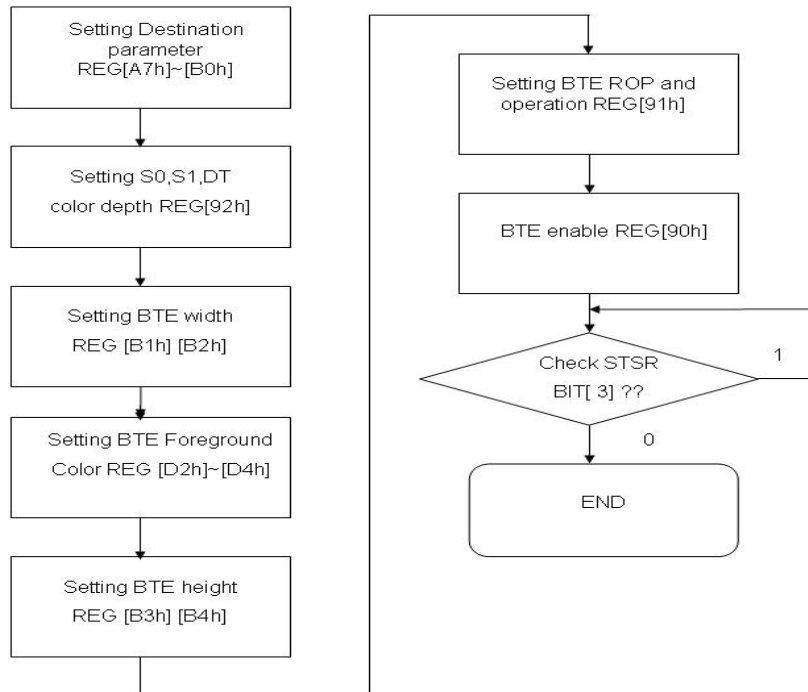 Setting Destination
parameter
REG[A7h]~[B0h]
Setting S0,S1,DT
color depth REG[92h]
Setting BTE width
REG [B1h] [B2h]
Setting BTE Foreground
Color REG [D2h]~[D4h]
Setting BTE height
REG [B3h] [B4h]
Setting BTE ROP and
operation REG[91h]
BTE enable REG[90h]
Check STSR
BIT[ 3] ??
1
0
END